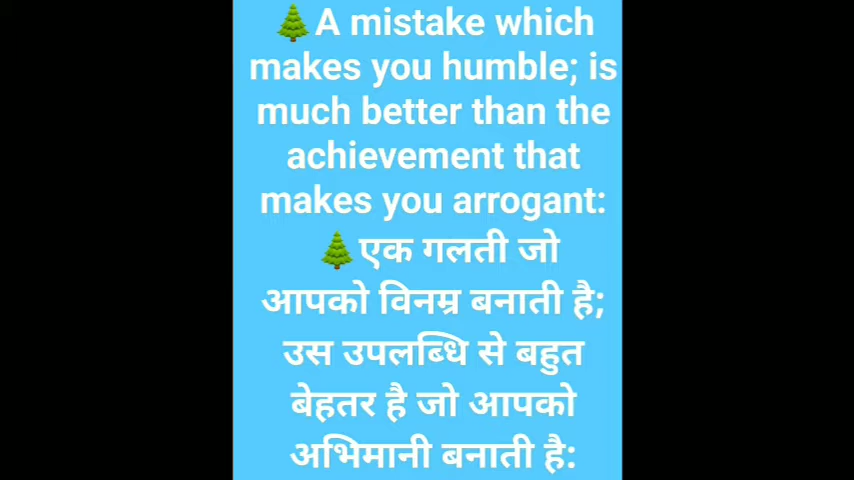 🌲A mistake which
makes you humble; is
much better than the
achievement that
makes you arrogant:
🌲एक गलती जो
आपको विनम्र बनाती है;
उस उपलब्धि से बहुत
बेहतर है जो आपको
अभिमानी बनाती है: